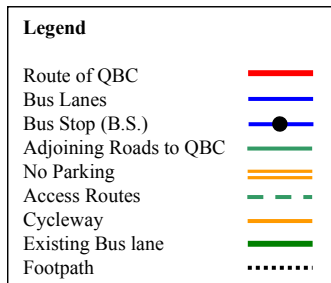 Legend
Route of QBC
Bus Lanes
Bus Stop (B.S.)
Adjoining Roads to QBC
No Parking
Access Routes
Cycleway
Existing Bus lane
Footpath